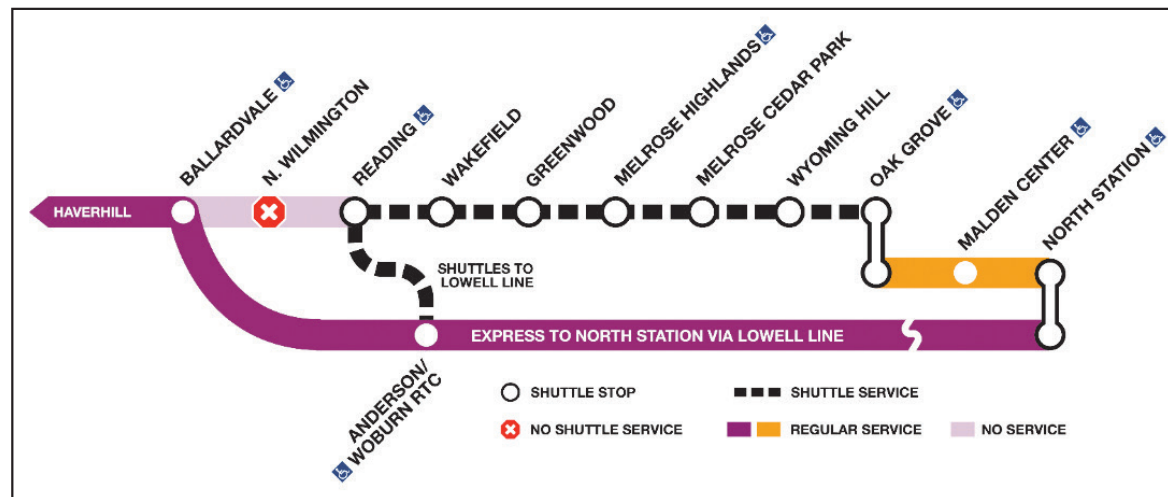 BALLARDVALE
N. WILMINGTON
READING
WAKEFIELD
GREENWOOD
MELROSE HIGHLANDS
MELROSE CEDAR PARK
WYOMING HILL
OAK GROVE
MALDEN CENTER
NORTH STATION
HAVERHILL
SHUTTLES TO
LOWELL LINE
EXPRESS TO NORTH STATION VIA LOWELL LINE
ANDERSON/
WOBURN RTC
SHUTTLE STOP
SHUTTLE SERVICE
NO SHUTTLE SERVICE
REGULAR SERVICE
NO SERVICE